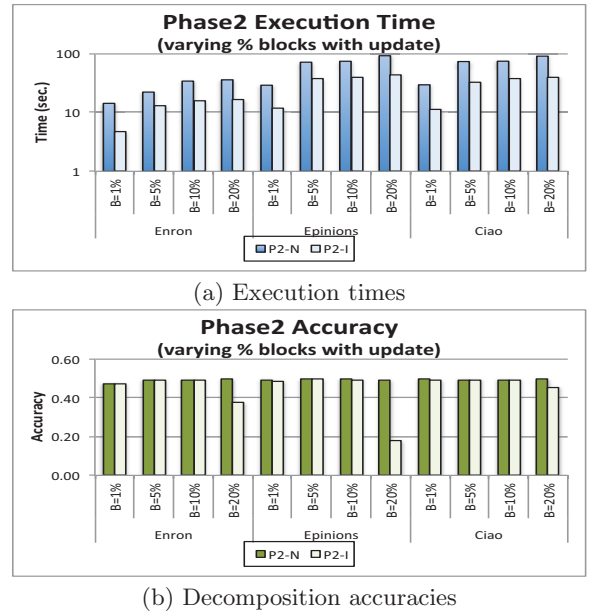 Phase2 Execution Time
(varying % blocks with update)
Time (sec.)
100
10
1
B=1%
B=5%
B=10%
B=20%
B=1%
B=5%
B=10%
B=20%
B=1%
B=5%
B=10%
B=20%
Enron Epinions Ciao
P2-N P2-I
(a) Execution times
Phase2 Accuracy
(varying % blocks with update)
Accuracy
0.60
0.40
0.20
0.00
B=1%
B=5%
B=10%
B=20%
B=1%
B=5%
B=10%
B=20%
B=1%
B=5%
B=10%
B=20%
Enron Epinions Ciao
P2-N P2-I
(b) Decomposition accuracies